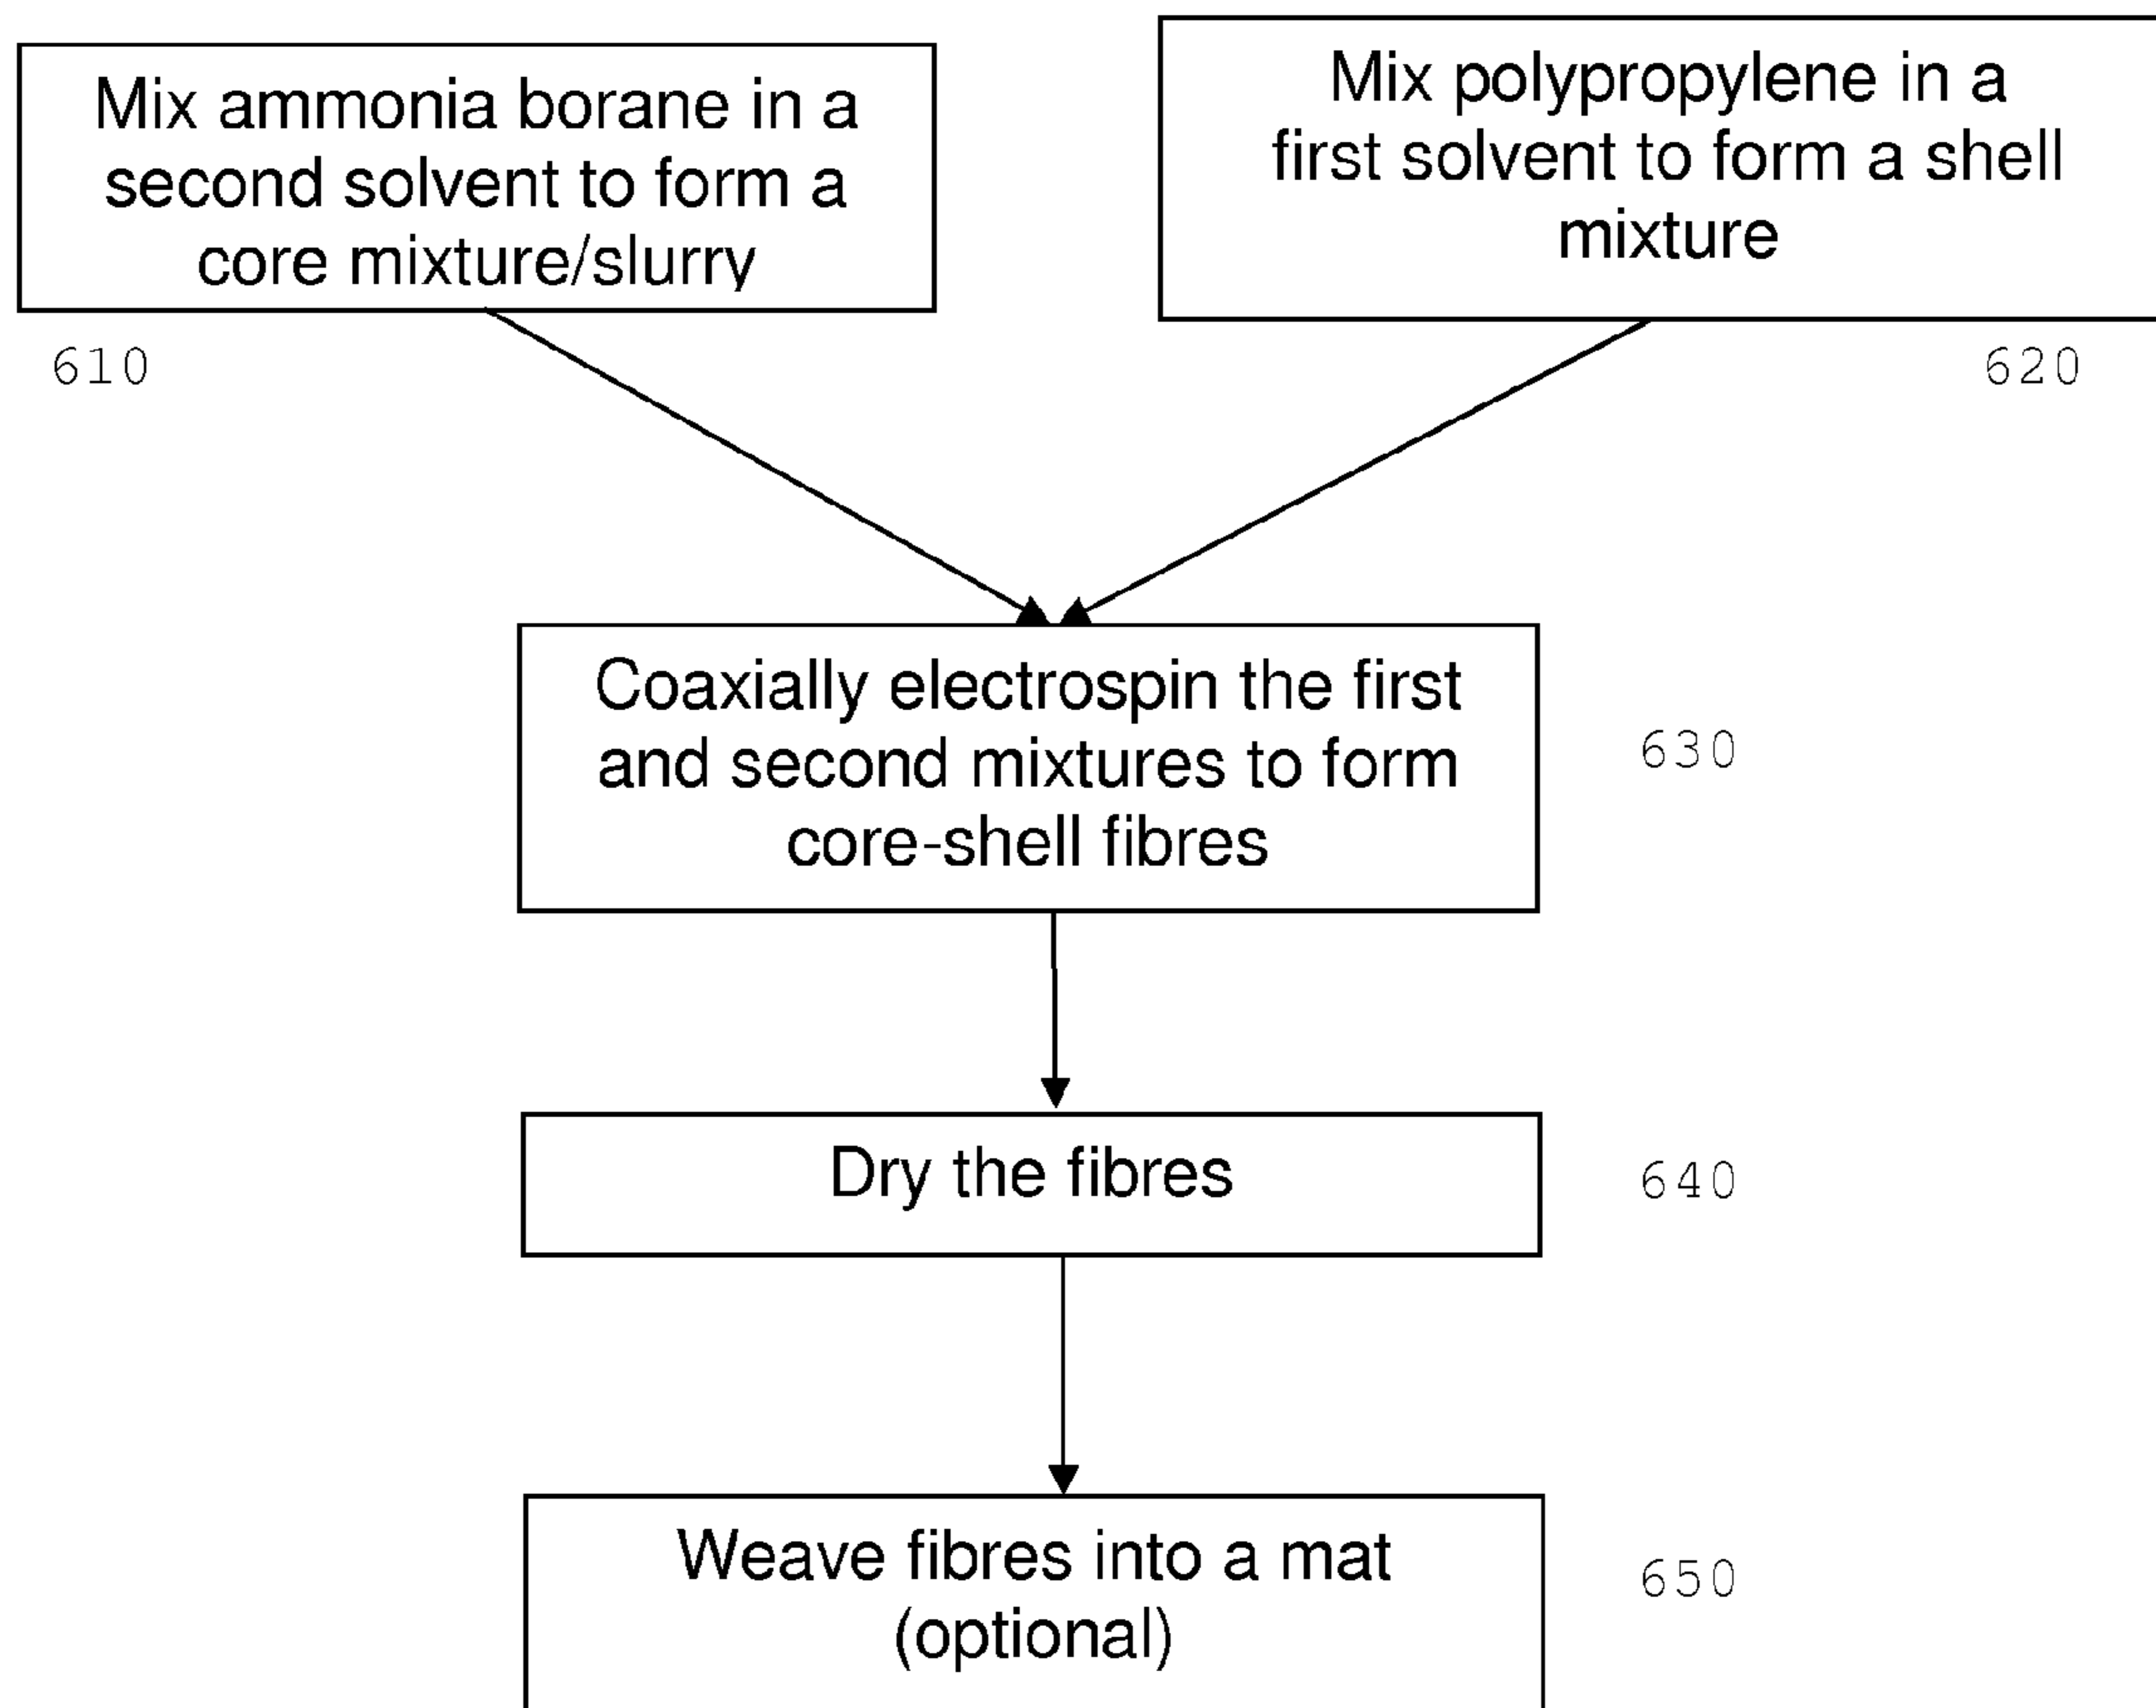 Mix ammonia borane in a
second solvent to form a
core mixture/slurry
610
Mix polypropylene in a
first solvent to form a shell
mixture
620
Coaxially electrospin the first
and second mixtures to form
core-shell fibres
630
Dry the fibres
640
Weave fibres into a mat
(optional)
650